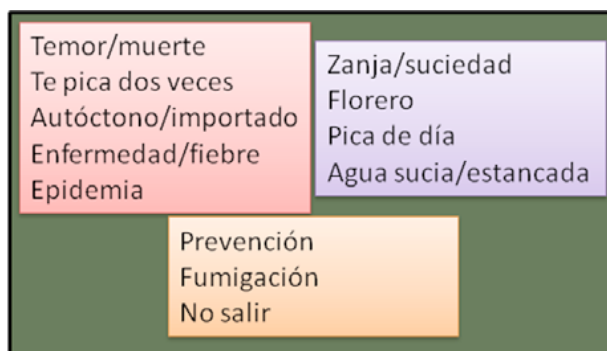 Temor/muerte
Te pica dos veces
Autóctono/importado
Enfermedad/fiebre
Epidemia
Zanja/suciedad
Florero
Pica de día
Agua sucia/estancada
Prevención
Fumigación
No salir